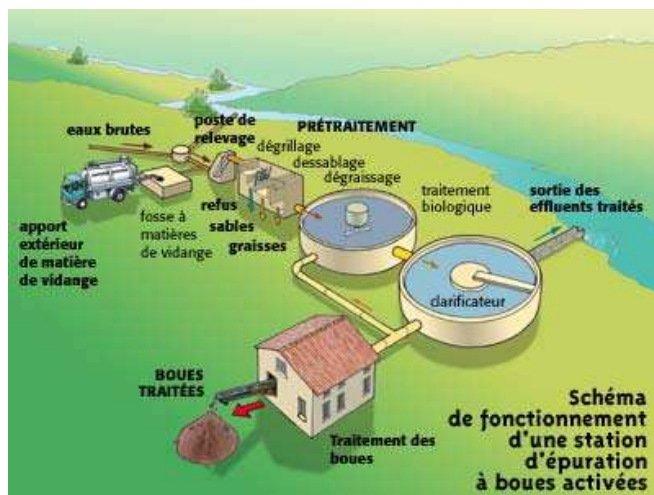 eaux brutes
poste de
relevage
PRÉTRAITEMENT
dégrillage
dessablage
dégraissage
refus
sables
graisses
apport
extérieur
de matière
de vidange
fosse à
matières
de vidange
traitement
biologique
sortie des
effluents traités
clarificateur
BOUES
TRAITÉES
Traitement des
boues
Schéma
de fonctionnement
d'une station
d'épuration
à boues activées